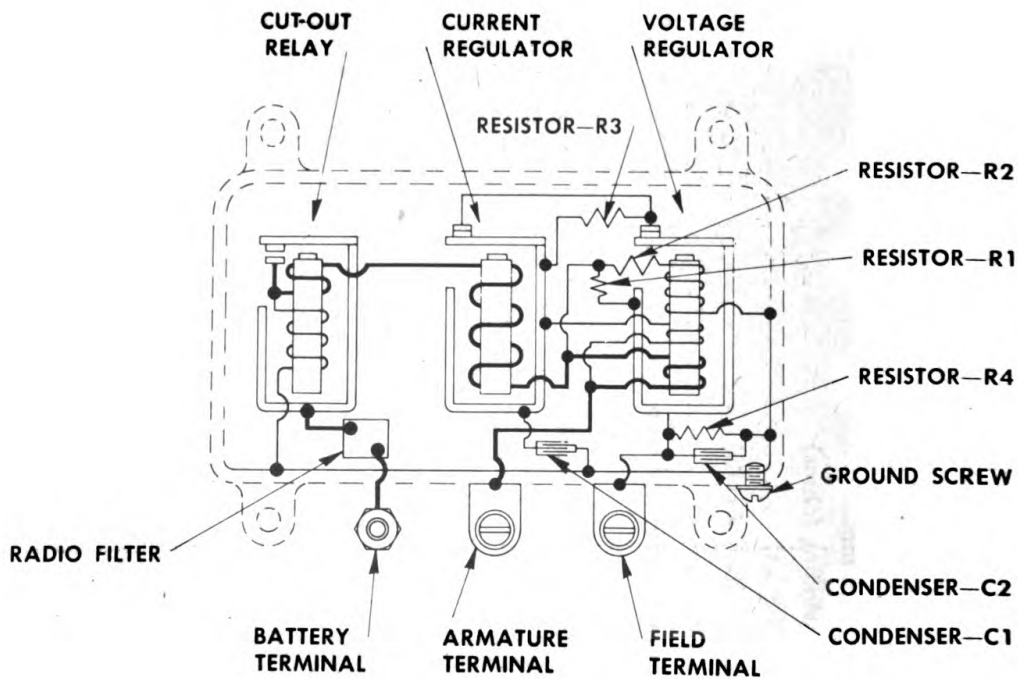 CUT-OUT
RELAY
CURRENT
REGULATOR
VOLTAGE
REGULATOR
RESISTOR—R3
RESISTOR—R2
RESISTOR—R1
RESISTOR—R4
GROUND SCREW
RADIO FILTER
CONDENSER—C2
CONDENSER—C1
BATTERY
TERMINAL
ARMATURE
TERMINAL
FIELD
TERMINAL